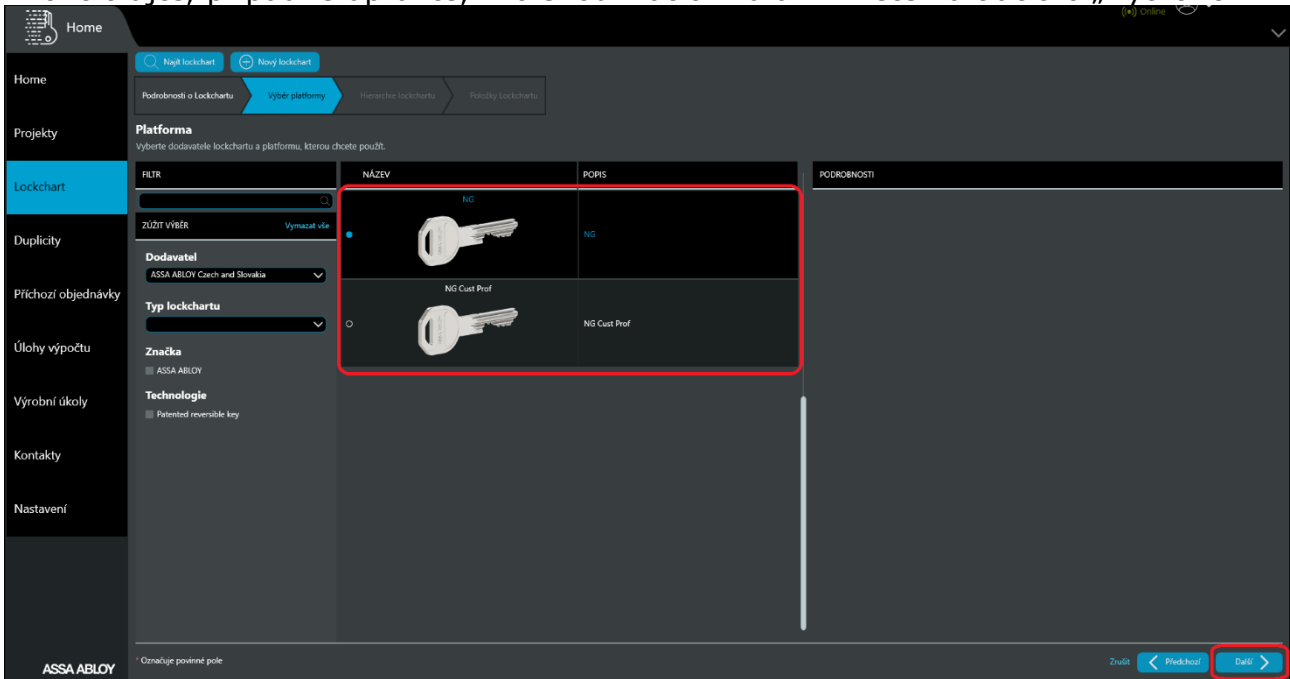 ((•)) Online
Home
Najít lockchart
Nový lockchart
Podrobnosti o Lockchartu
Výběr platformy
Hierarchie lockchartu
Položky Lockchartu
Platforma
Vyberte dodavatele lockchartu a platformu, kterou chcete použít.
Home
Projekty
Lockchart
Duplicity
Příchozí objednávky
Úlohy výpočtu
Výrobní úkoly
Kontakty
Nastavení
ASSA ABLOY
FILTR
ZÚŽIT VÝBĚR
Vymazat vše
Dodavatel
ASSA ABLOY Czech and Slovakia
Typ lockchartu
Značka
ASSA ABLOY
Technologie
Patented reversible key
NÁZEV
POPIS
NG
NG
NG Cust Prof
NG Cust Prof
PODROBNOSTI
* Označuje povinné pole
Zrušit
Předchozí
Další